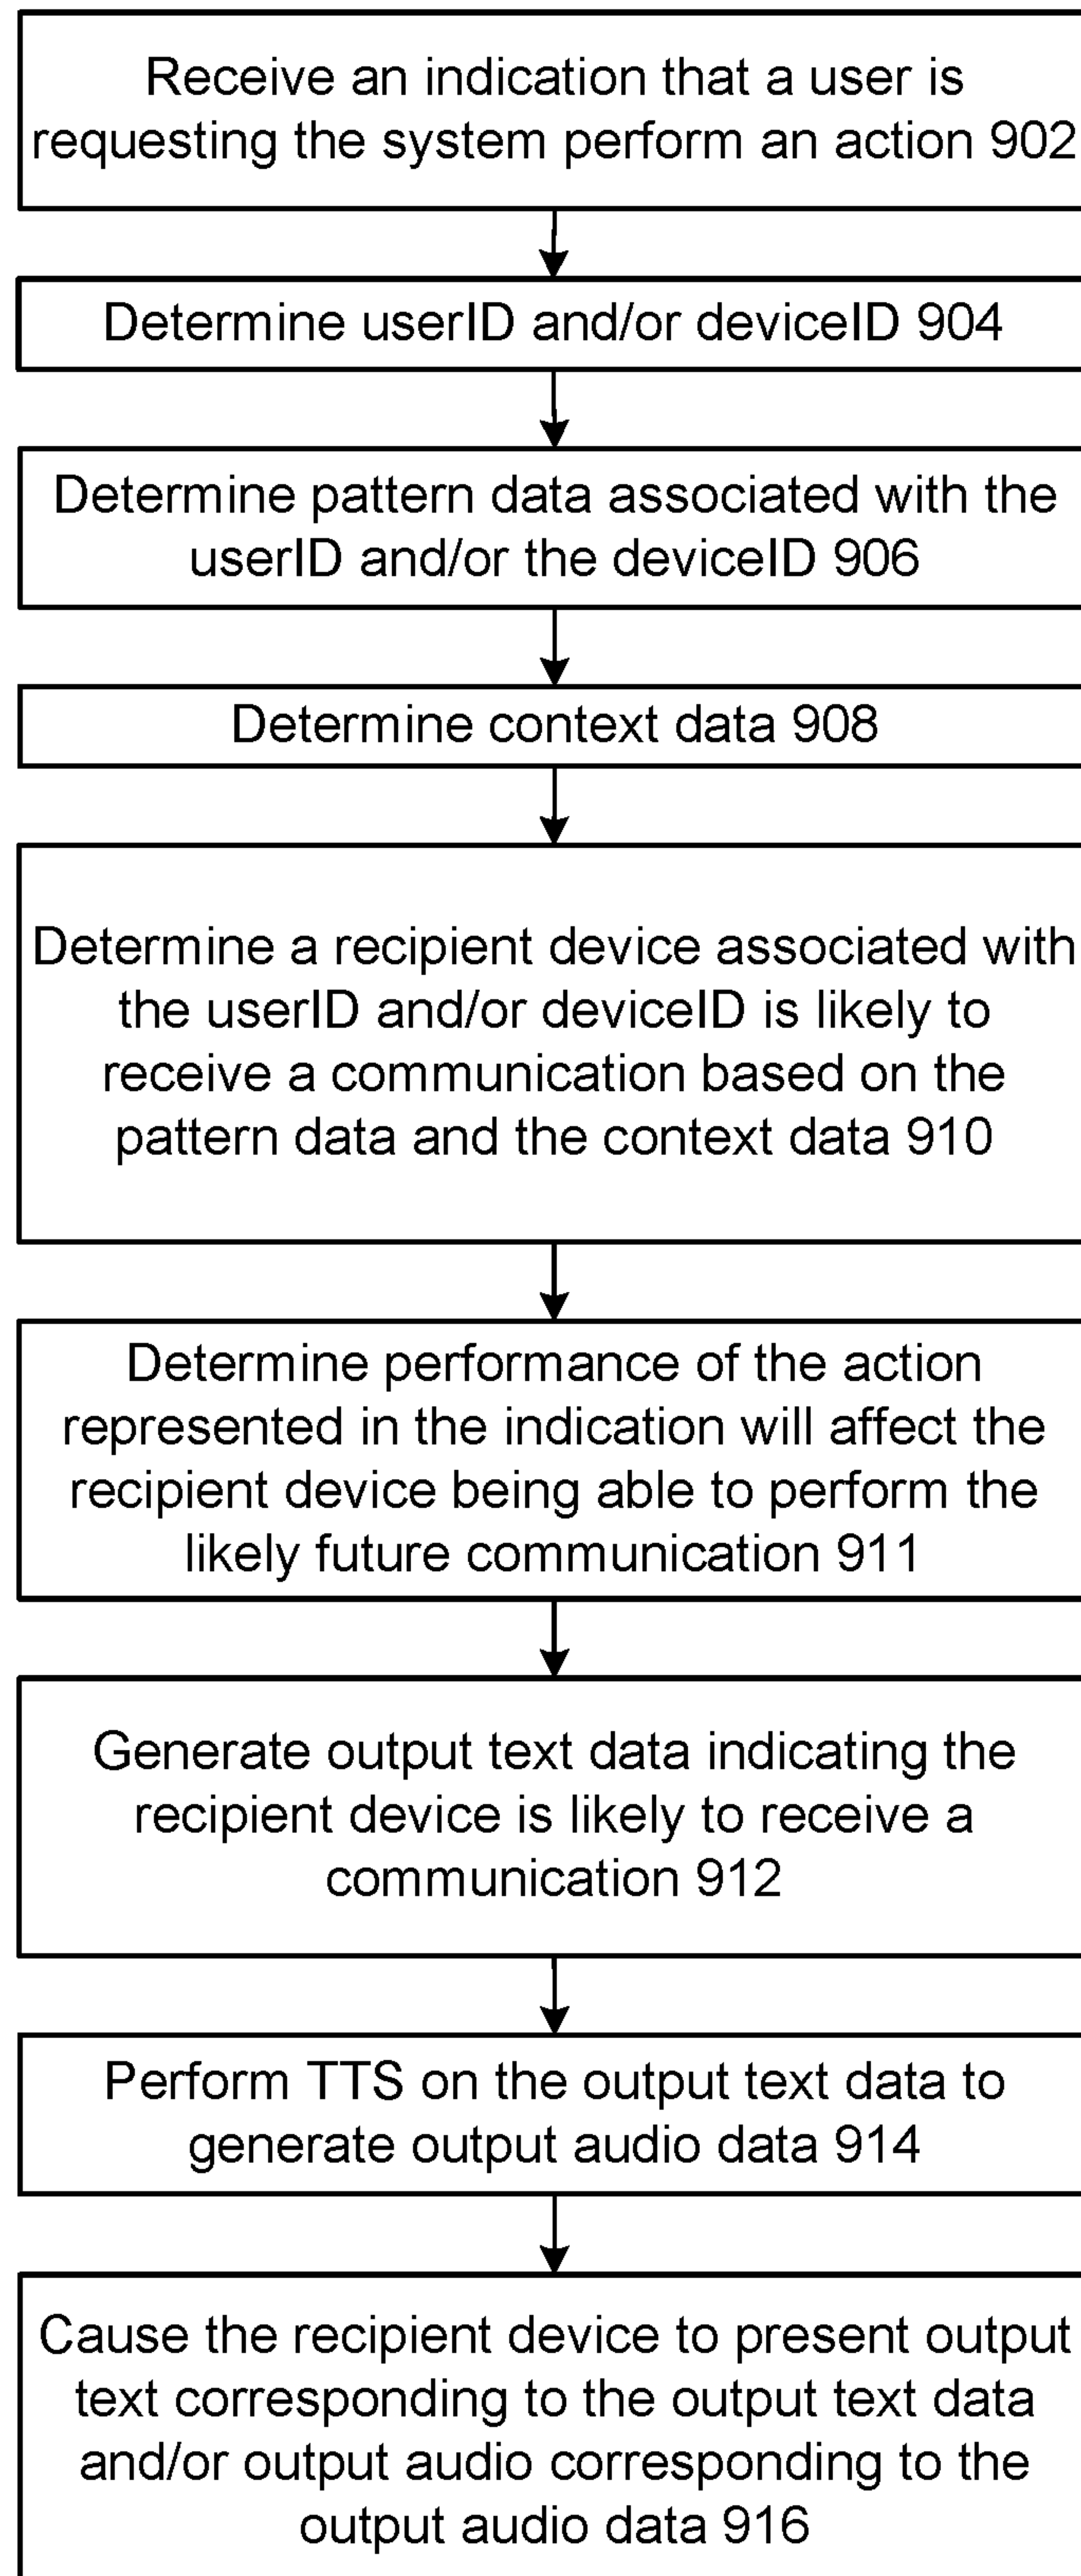 Receive an indication that a user is
requesting the system perform an action 902
Determine userID and/or deviceID 904
Determine pattern data associated with the
userID and/or the deviceID 906
Determine context data 908
Determine a recipient device associated with
the userID and/or deviceID is likely to
receive a communication based on the
pattern data and the context data 910
Determine performance of the action
represented in the indication will affect the
recipient device being able to perform the
likely future communication 911
Generate output text data indicating the
recipient device is likely to receive a
communication 912
Perform TTS on the output text data to
generate output audio data 914
Cause the recipient device to present output
text corresponding to the output text data
and/or output audio corresponding to the
output audio data 916